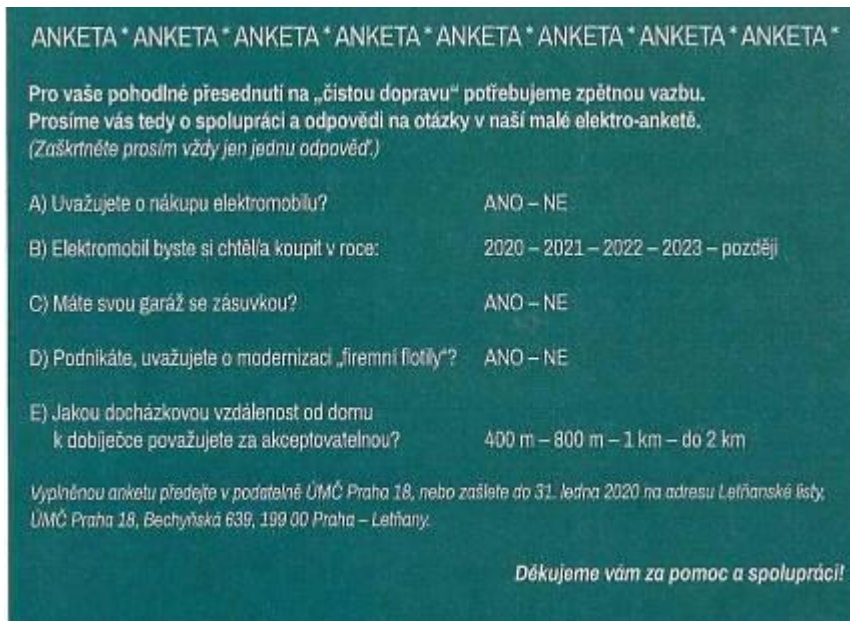 ANKETA * ANKETA * ANKETA * ANKETA * ANKETA * ANKETA * ANKETA * ANKETA *
Pro vaše pohodlné přesednutí na „čistou dopravu“ potřebujeme zpětnou vazbu.
Prosíme vás tedy o spolupráci a odpovědi na otázky v naší malé elektro-anketě.
(Zaškrtněte prosím vždy jen jednu odpověď.)
A) Uvažujete o nákupu elektromobilu? ANO – NE
B) Elektromobil byste si chtěl/a koupit v roce: 2020 – 2021 – 2022 – 2023 – později
C) Máte svou garáž se zásuvkou? ANO – NE
D) Podnikáte, uvažujete o modernizaci „firemní flotily“? ANO – NE
E) Jakou docházkovou vzdálenost od domu
k dobíječce považujete za akceptovatelnou? 400 m – 800 m – 1 km – do 2 km
Vyplněnou anketu předejte v podatelně ÚMČ Praha 18, nebo zašlete do 31. ledna 2020 na adresu Letňanské listy,
ÚMČ Praha 18, Bechyňská 639, 199 00 Praha – Letňany.
Děkujeme vám za pomoc a spolupráci!